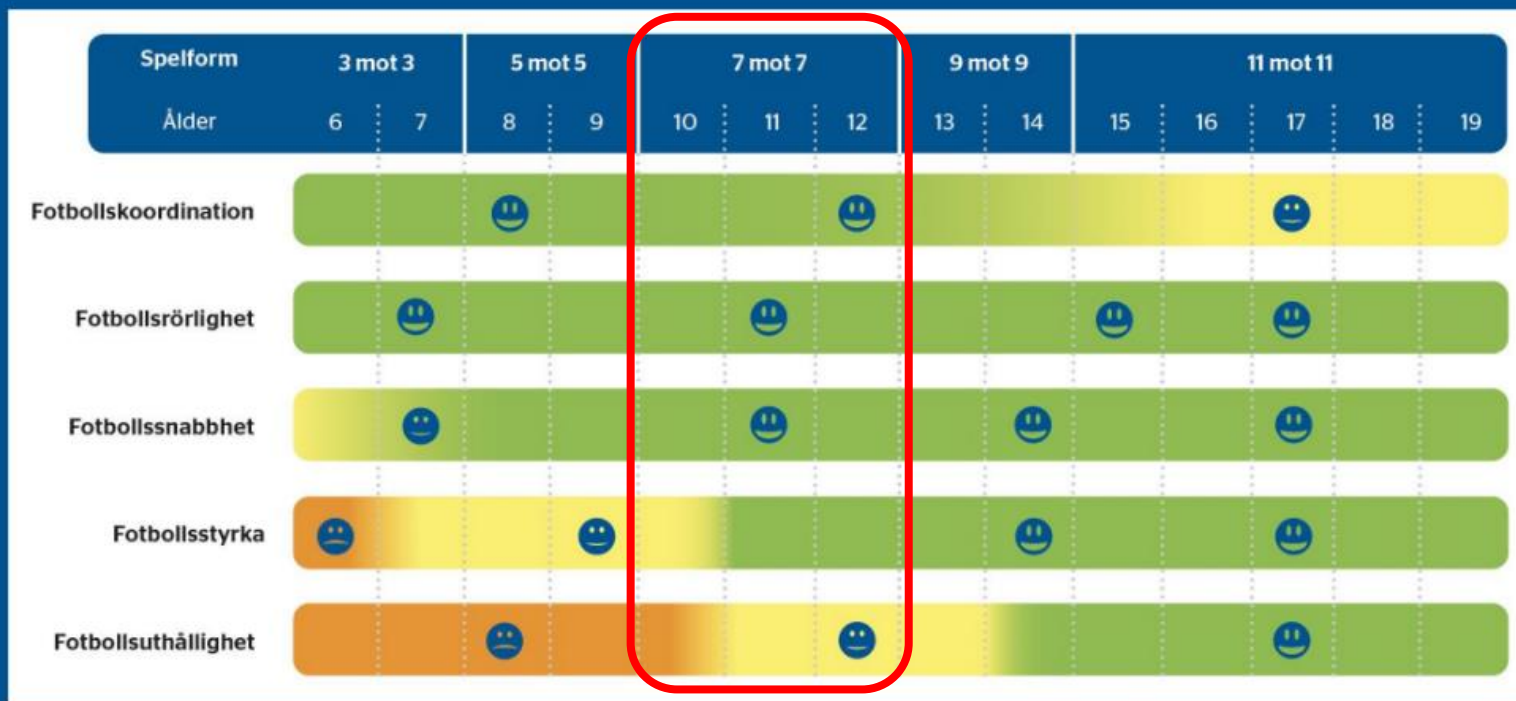 Spelform 3 mot 3 5 mot 5 7 mot 7 9 mot 9 11 mot 11
Ålder 6 7 8 9 10 11 12 13 14 15 16 17 18 19
Fotbollskoordination
Fotbollsrörlighet
Fotbollssnabbhet
Fotbollsstyrka
Fotbollsuthållighet